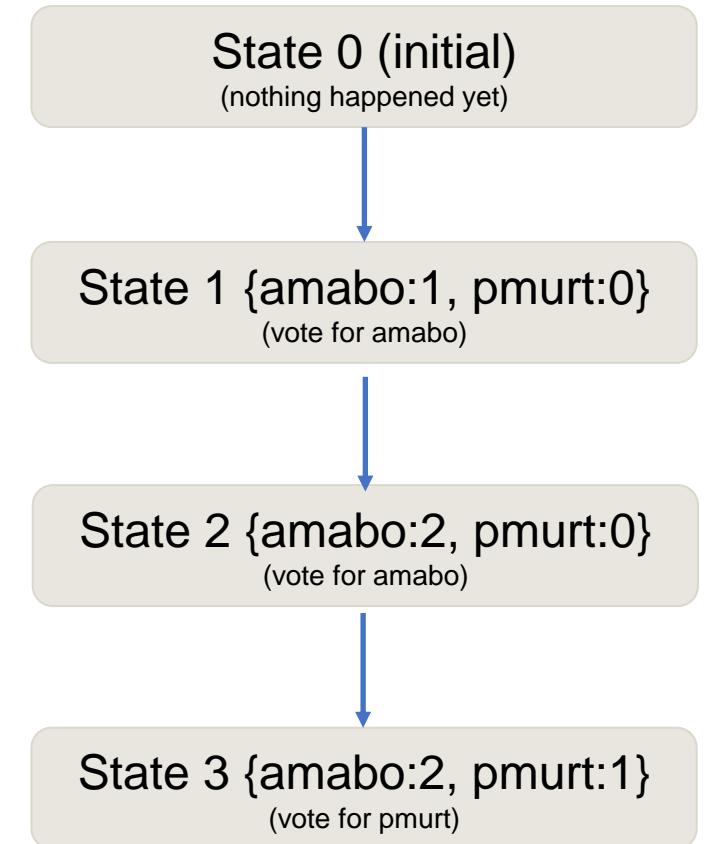 State 0 (initial)
(nothing happened yet)
State 1 {amabo:1, pmurt:0}
(vote for amabo)
State 2 {amabo:2, pmurt:0}
(vote for amabo)
State 3 {amabo:2, pmurt:1}
(vote for pmurt)